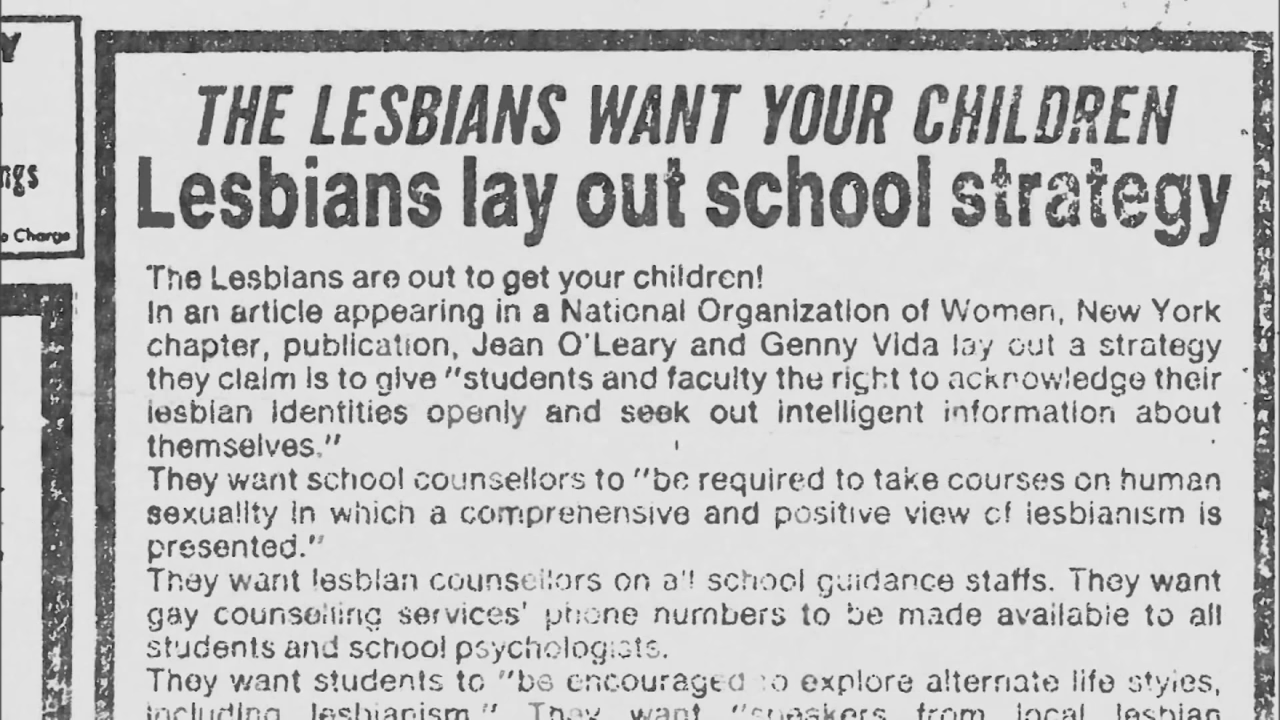 Y
ngs
Charge
THE LESBIANS WANT YOUR CHILDREN
Lesbians lay out school strategy
The Lesbians are out to get your children!
In an article appearing in a National Organization of Women, New York
chapter, publication, Jean O'Leary and Genny Vida lay out a strategy
they claim is to give "students and faculty the right to acknowledge their
lesbian identities openly and seek out intelligent information about
themselves."
They want school counsellors to "be required to take courses on human
sexuality in which a comprehensive and positive view of lesbianism is
presented."
They want lesbian counsellors on all school guidance staffs. They want
gay counselling services' phone numbers to be made available to all
students and school psychologists.
They want students to "be encouraged to explore alternate life styles,
including lesbianism." They want "speakers from local lesbian